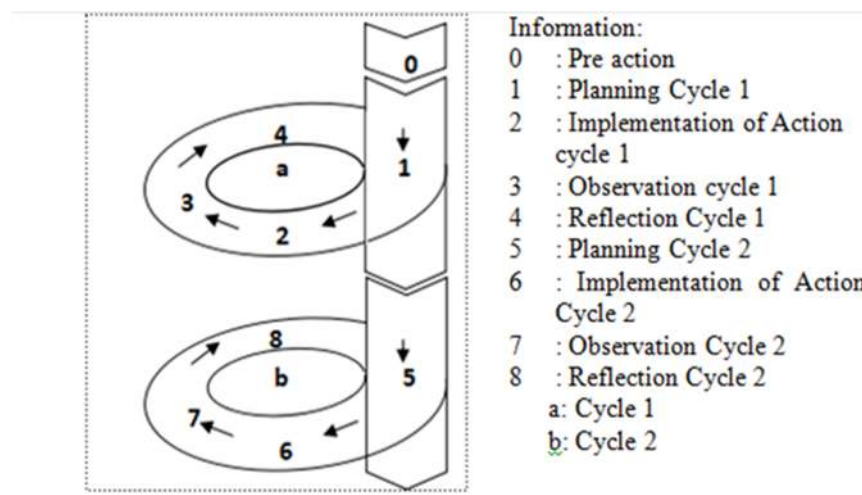 0
4
a
1
3
2
8
b
5
7
6
Information:
0 : Pre action
1 : Planning Cycle 1
2 : Implementation of Action
cycle 1
3 : Observation cycle 1
4 : Reflection Cycle 1
5 : Planning Cycle 2
6 : Implementation of Action
Cycle 2
7 : Observation Cycle 2
8 : Reflection Cycle 2
a: Cycle 1
b: Cycle 2